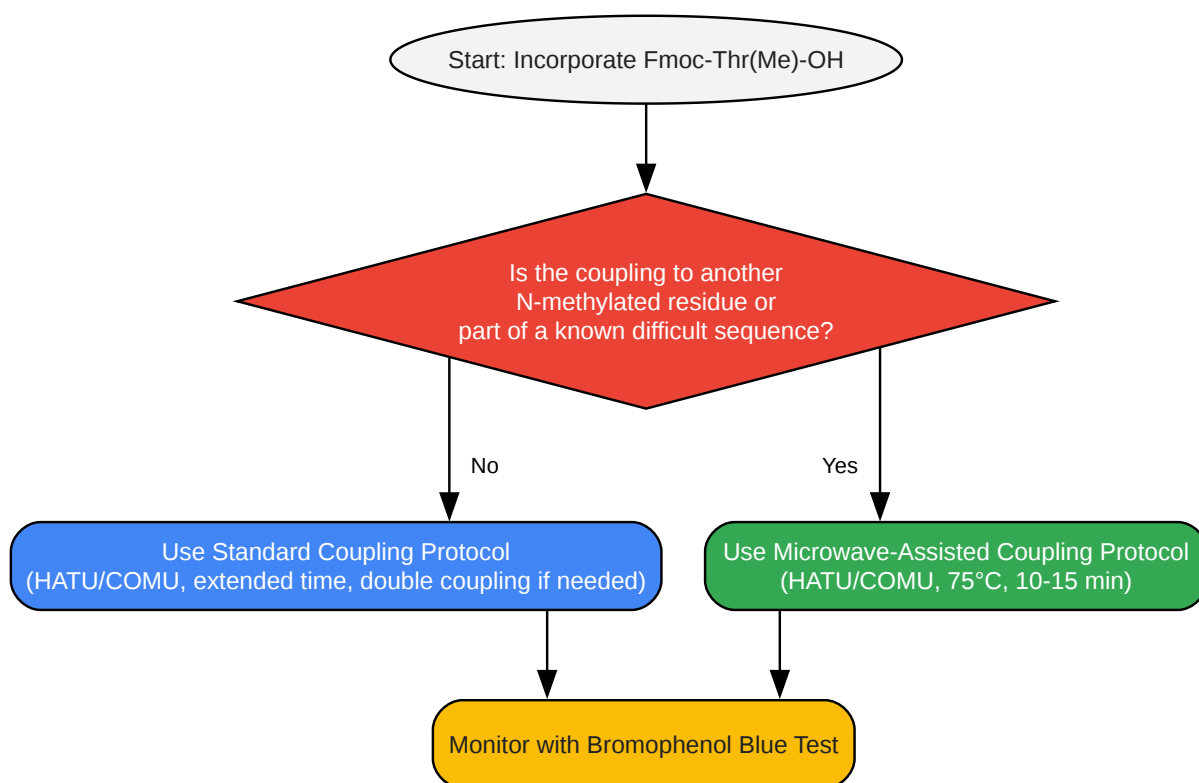 Start: Incorporate Fmoc-Thr(Me)-OH
Is the coupling to another
N-methylated residue or
part of a known difficult sequence?
No
Yes
Use Standard Coupling Protocol
(HATU/COMU, extended time, double coupling if needed)
Use Microwave-Assisted Coupling Protocol
(HATU/COMU, 75°C, 10-15 min)
Monitor with Bromophenol Blue Test